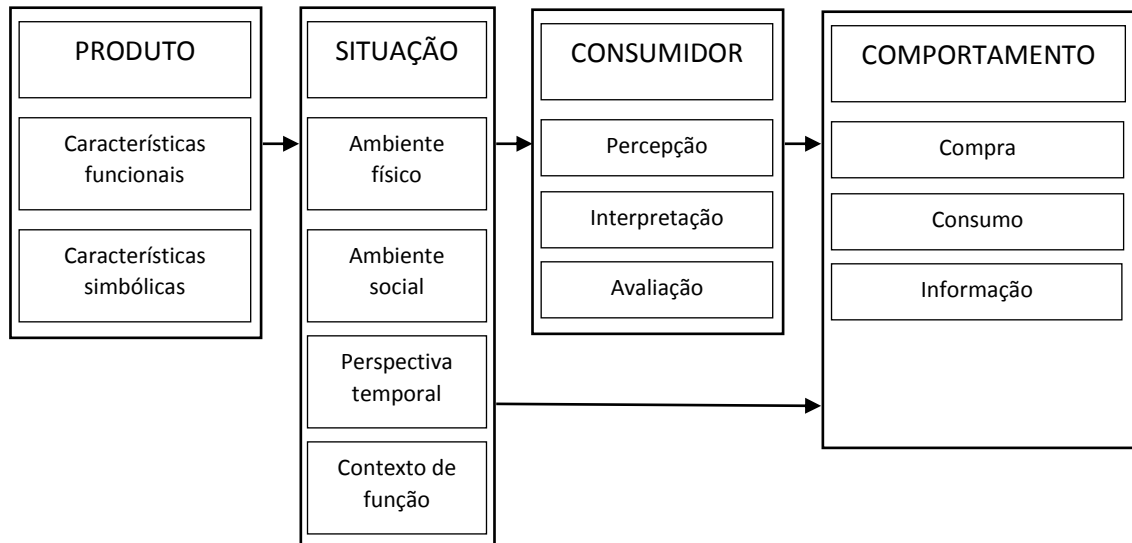 PRODUTO
Características
funcionais
Características
simbólicas
SITUAÇÃO
Ambiente
físico
Ambiente
social
Perspectiva
temporal
Contexto de
função
CONSUMIDOR
Percepção
Interpretação
Avaliação
COMPORTAMENTO
Compra
Consumo
Informação